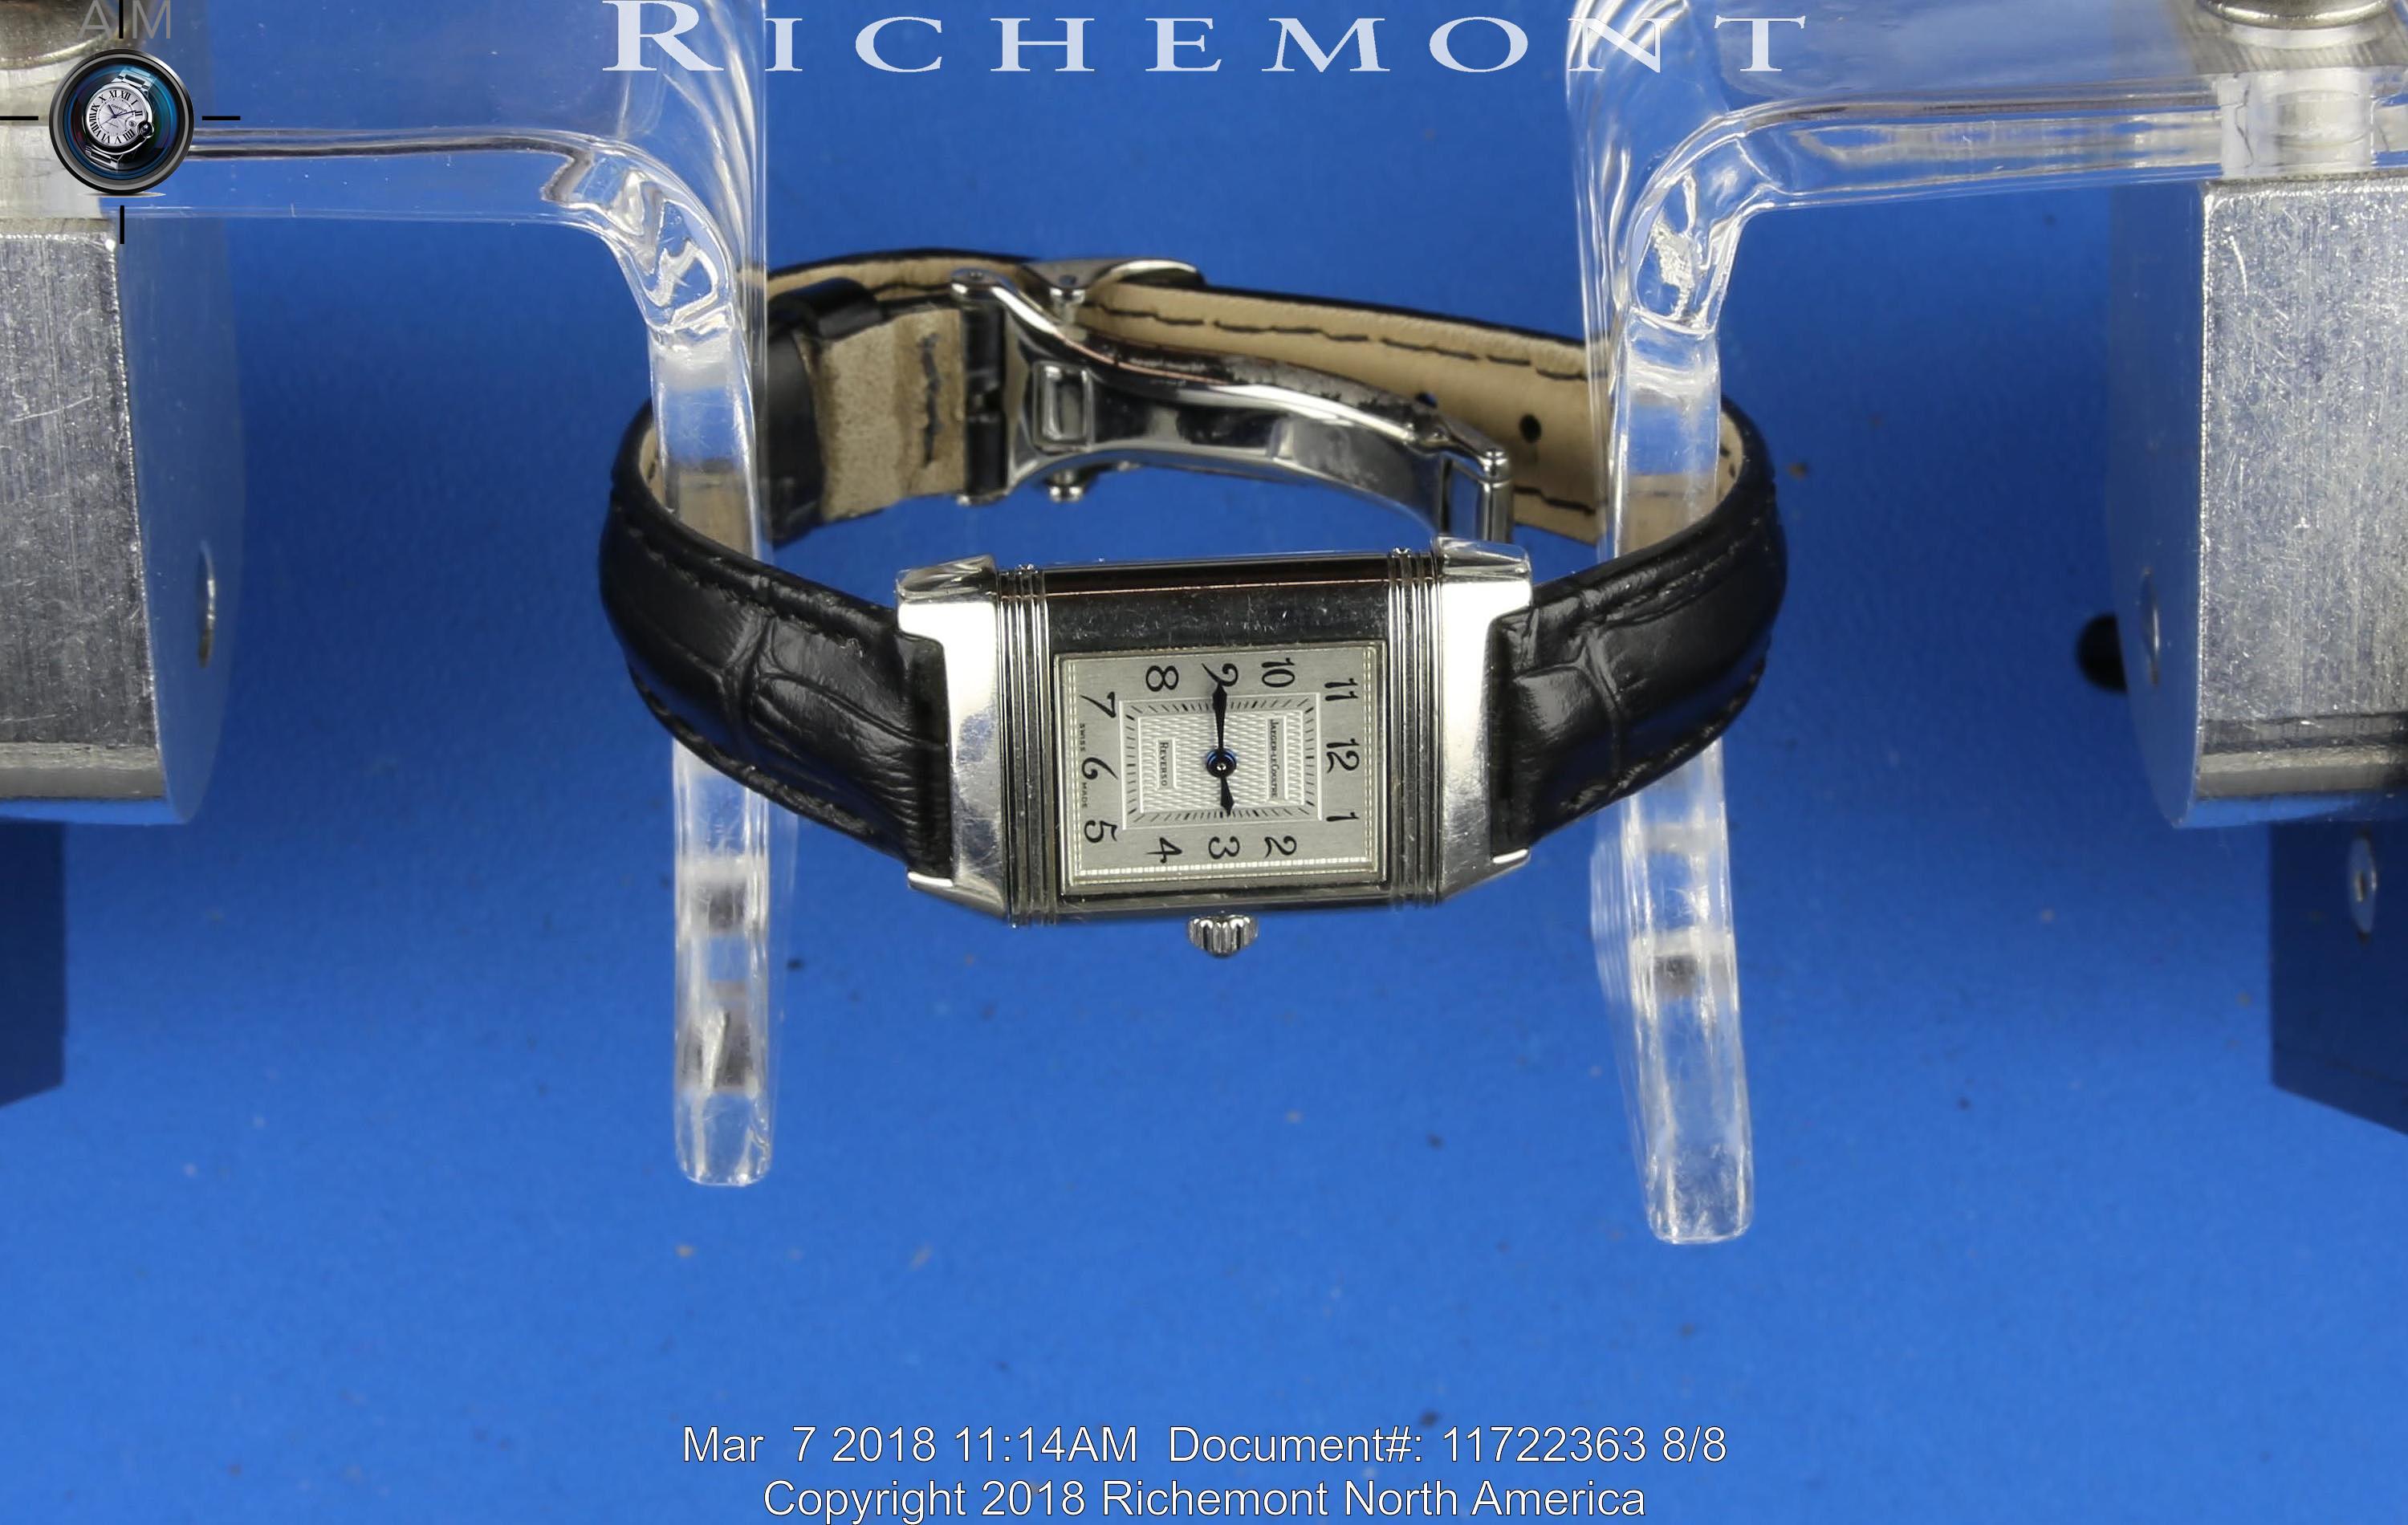 AIM
RICHEMONT
10
11
12
1
2
3
4
5
6
7
8
9
JAEGER-LECOULTRE
REVERSO
SWISS MADE
Mar 7 2018 11:14AM Document#: 11722363 8/8
Copyright 2018 Richemont North America